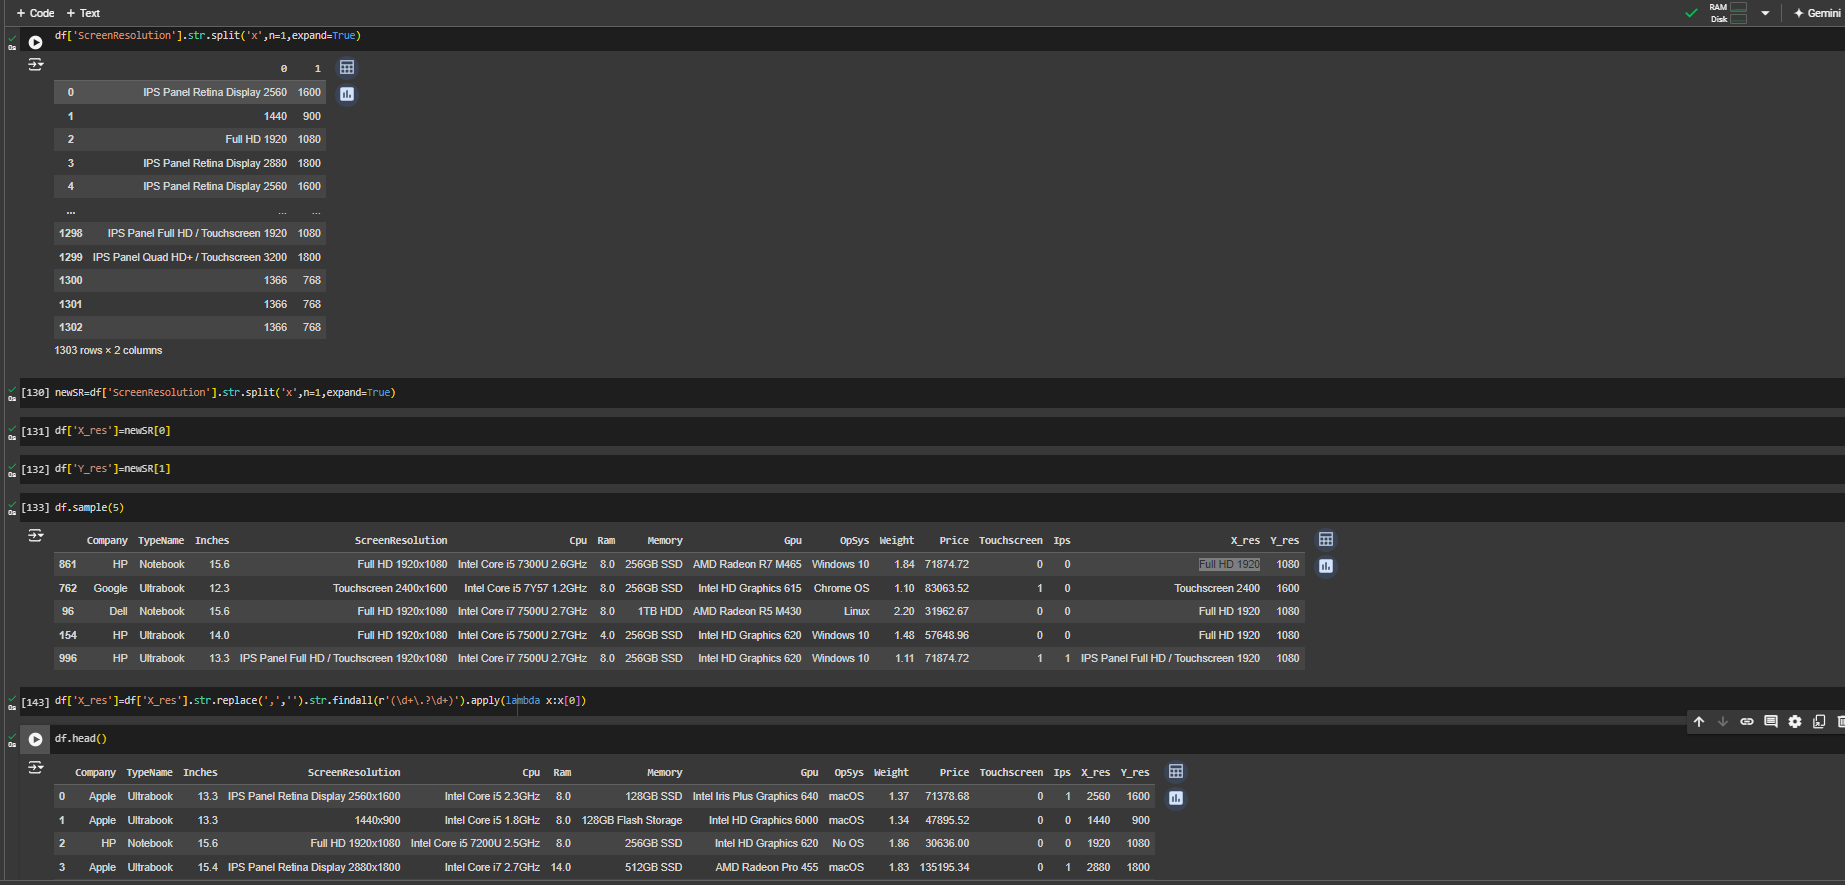 + Code + Text
RAM
Disk
Gemini
0s
df['ScreenResolution'].str.split('x',n=1,expand=True)
0 1
0 IPS Panel Retina Display 2560 1600
1 1440 900
2 Full HD 1920 1080
3 IPS Panel Retina Display 2880 1800
4 IPS Panel Retina Display 2560 1600
... ... ...
1298 IPS Panel Full HD / Touchscreen 1920 1080
1299 IPS Panel Quad HD+ / Touchscreen 3200 1800
1300 1366 768
1301 1366 768
1302 1366 768
1303 rows × 2 columns
0s [130] newSR=df['ScreenResolution'].str.split('x',n=1,expand=True)
0s [131] df['X_res']=newSR[0]
0s [132] df['Y_res']=newSR[1]
0s [133] df.sample(5)
Company TypeName Inches ScreenResolution Cpu Ram Memory Gpu OpSys Weight Price Touchscreen Ips X_res Y_res
861 HP Notebook 15.6 Full HD 1920x1080 Intel Core i5 7300U 2.6GHz 8.0 256GB SSD AMD Radeon R7 M465 Windows 10 1.84 71874.72 0 0 Full HD 1920 1080
762 Google Ultrabook 12.3 Touchscreen 2400x1600 Intel Core i5 7Y57 1.2GHz 8.0 256GB SSD Intel HD Graphics 615 Chrome OS 1.10 83063.52 1 0 Touchscreen 2400 1600
96 Dell Notebook 15.6 Full HD 1920x1080 Intel Core i7 7500U 2.7GHz 8.0 1TB HDD AMD Radeon R5 M430 Linux 2.20 31962.67 0 0 Full HD 1920 1080
154 HP Ultrabook 14.0 Full HD 1920x1080 Intel Core i5 7500U 2.7GHz 4.0 256GB SSD Intel HD Graphics 620 Windows 10 1.48 57648.96 0 0 Full HD 1920 1080
996 HP Ultrabook 13.3 IPS Panel Full HD / Touchscreen 1920x1080 Intel Core i7 7500U 2.7GHz 8.0 256GB SSD Intel HD Graphics 620 Windows 10 1.11 71874.72 1 1 IPS Panel Full HD / Touchscreen 1920 1080
0s [143] df['X_res']=df['X_res'].str.replace(',','').str.findall(r'(\d+\.?\d+)').apply(lambda x:x[0])
0s df.head()
Company TypeName Inches ScreenResolution Cpu Ram Memory Gpu OpSys Weight Price Touchscreen Ips X_res Y_res
0 Apple Ultrabook 13.3 IPS Panel Retina Display 2560x1600 Intel Core i5 2.3GHz 8.0 128GB SSD Intel Iris Plus Graphics 640 macOS 1.37 71378.68 0 1 2560 1600
1 Apple Ultrabook 13.3 1440x900 Intel Core i5 1.8GHz 8.0 128GB Flash Storage Intel HD Graphics 6000 macOS 1.34 47895.52 0 0 1440 900
2 HP Notebook 15.6 Full HD 1920x1080 Intel Core i5 7200U 2.5GHz 8.0 256GB SSD Intel HD Graphics 620 No OS 1.86 30636.00 0 0 1920 1080
3 Apple Ultrabook 15.4 IPS Panel Retina Display 2880x1800 Intel Core i7 2.7GHz 14.0 512GB SSD AMD Radeon Pro 455 macOS 1.83 135195.34 0 1 2880 1800